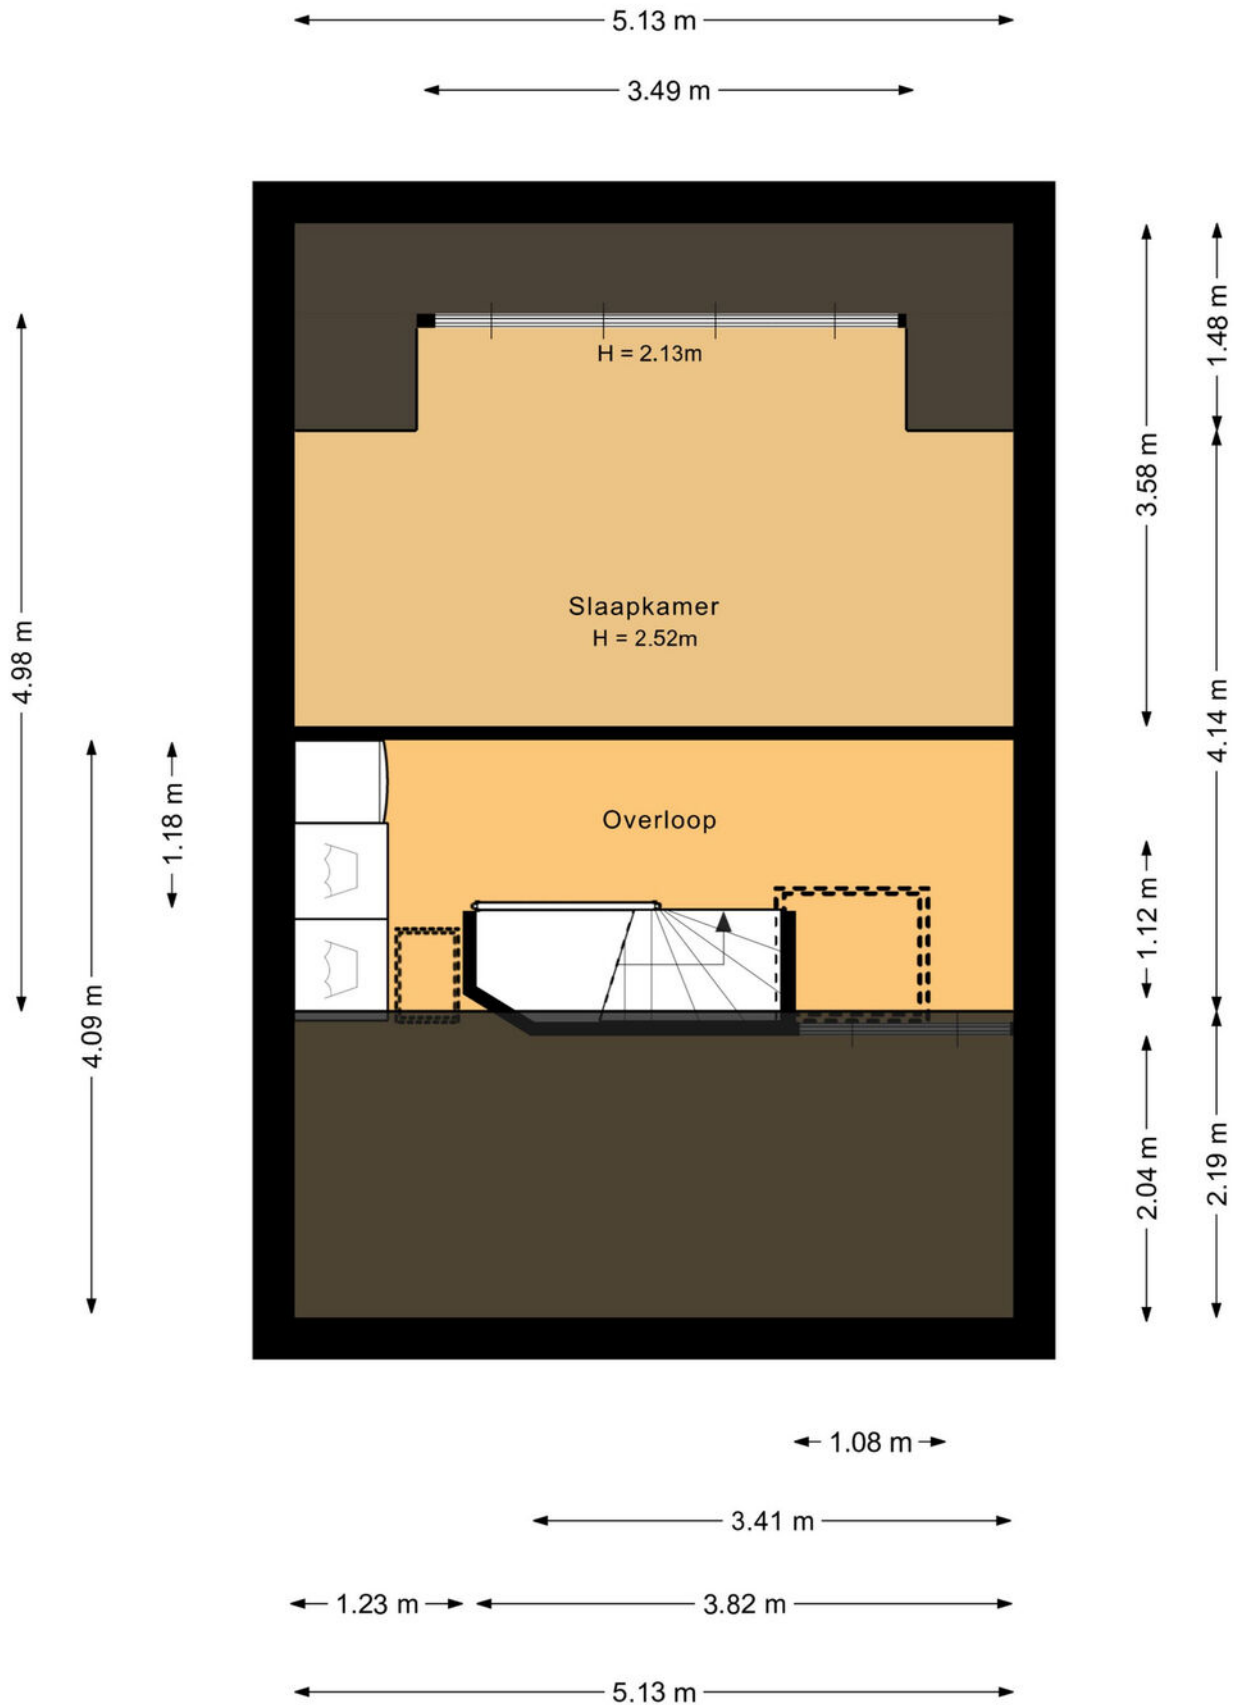 5.13 m
3.49 m
H = 2.13m
1.48 m
3.58 m
Slaapkamer
H = 2.52m
4.98 m
4.14 m
1.18 m
Overloop
1.12 m
4.09 m
2.04 m
2.19 m
1.08 m
3.41 m
1.23 m
3.82 m
5.13 m